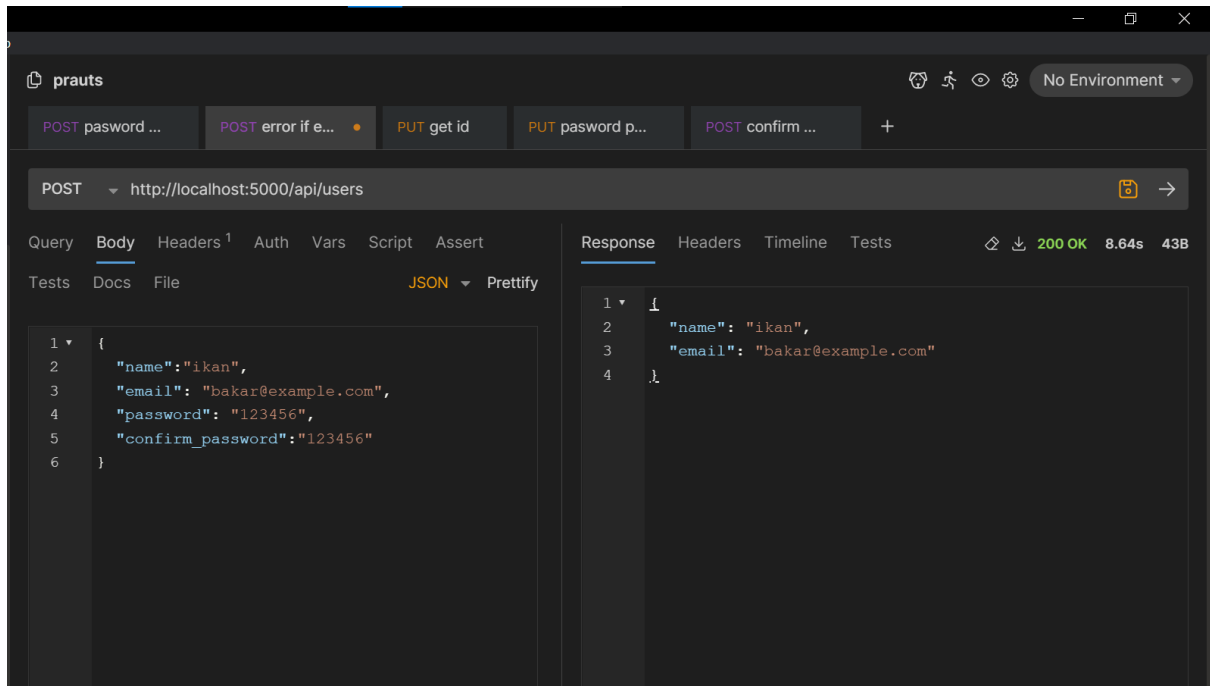 prauts
No Environment
POST pasword ...
POST error if e...
PUT get id
PUT pasword p...
POST confirm ...
+
POST http://localhost:5000/api/users
Query Body Headers 1 Auth Vars Script Assert
Tests Docs File JSON Prettify
1 {
2 "name":"ikan",
3 "email": "bakar@example.com",
4 "password": "123456",
5 "confirm_password":"123456"
6 }
Response Headers Timeline Tests 200 OK 8.64s 43B
1 {
2 "name": "ikan",
3 "email": "bakar@example.com"
4 }